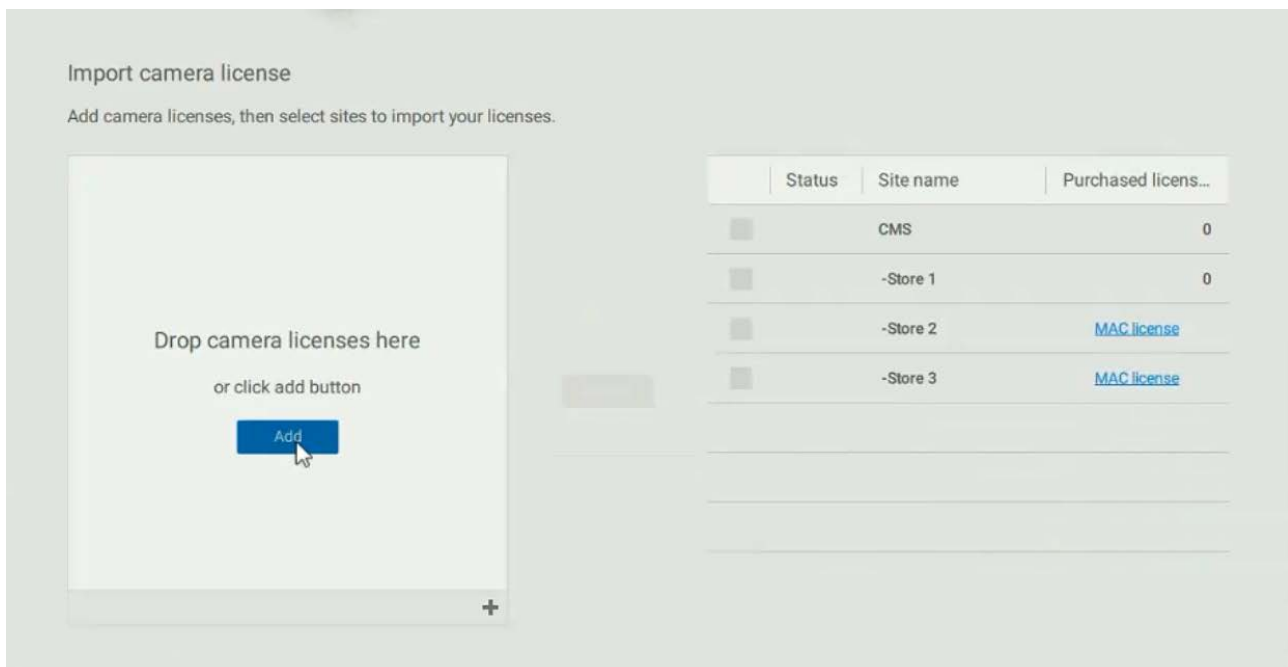 Import camera license
Add camera licenses, then select sites to import your licenses.
Drop camera licenses here
or click add button
Add
Status Site name Purchased licens...
CMS 0
-Store 1 0
-Store 2 MAC license
-Store 3 MAC license